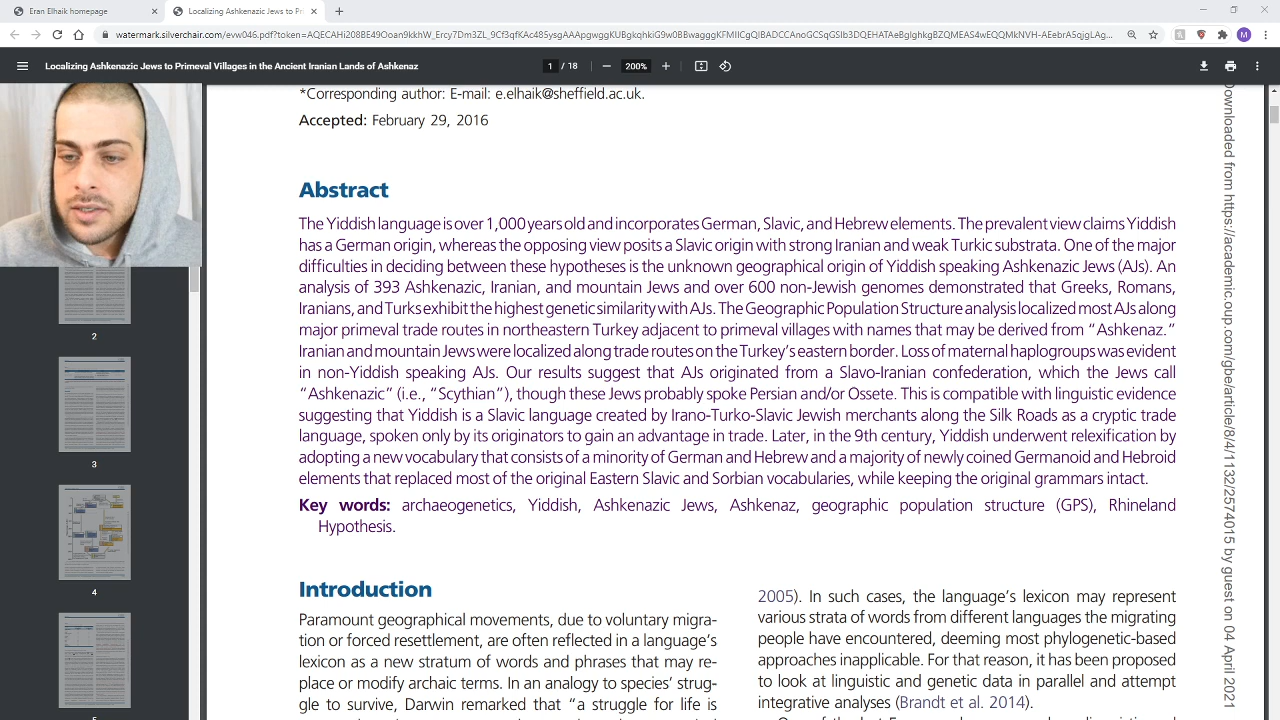 Eran Elhaik homepage
Localizing Ashkenazic Jews to Pri
watermark.silverchair.com/evw046.pdf?token=
Localizing Ashkenazic Jews to Primeval Villages in the Ancient Iranian Lands of Ashkenaz
1 / 18
200%
M
*Corresponding author: E-mail: e.elhaik@sheffield.ac.uk.
Accepted: February 29, 2016
Abstract
The Yiddish language is over 1,000 years old and incorporates German, Slavic, and Hebrew elements. The prevalent view claims Yiddish
has a German origin, whereas the opposing view posits a Slavic origin with strong Iranian and weak Turkic substrata. One of the major
difficulties in deciding between these hypotheses is the unknown geographical origin of Yiddish speaking Ashkenazic Jews (AJs). An
analysis of 393 Ashkenazic, Iranian, and mountain Jews and over 600 non-Jewish genomes demonstrated that Greeks, Romans,
Iranians, and Turks exhibit the highest genetic similarity with AJs. The Geographic Population Structure analysis localized most AJs along
major primeval trade routes in northeastern Turkey adjacent to primeval villages with names that may be derived from “Ashkenaz.”
Iranian and mountain Jews were localized along trade routes on the Turkey’s eastern border. Loss of maternal haplogroups was evident
in non-Yiddish speaking AJs. Our results suggest that AJs originated from a Slavo-Iranian confederation, which the Jews call
“Ashkenazic” (i.e., “Scythian”), though these Jews probably spoke Persian and/or Ossete. This is compatible with linguistic evidence
suggesting that Yiddish is a Slavic language created by Irano-Turko-Slavic Jewish merchants along the Silk Roads as a cryptic trade
language, spoken only by its originators to gain an advantage in trade. Later, in the 9th century, Yiddish underwent relexification by
adopting a new vocabulary that consists of a minority of German and Hebrew and a majority of newly coined Germanoid and Hebroid
elements that replaced most of the original Eastern Slavic and Sorbian vocabularies, while keeping the original grammars intact.
Key words: archaeogenetics, Yiddish, Ashkenazic Jews, Ashkenaz, geographic population structure (GPS), Rhineland
Hypothesis.
Introduction
Past shifts in geographical loci due to voluntary migra-
tion or forced resettlement are often reflected in a language’s
lexicon as a new stratum of words and phrases that may re-
place or modify archaic terms in analogy to species’ strug-
gle to survive, Darwin remarked that “a struggle for life is
2005). In such cases, the language’s lexicon may represent
a wide array of words from different languages the migrating
people have encountered, deeming most phylogenetic-based
approaches inapplicable. For that reason, it has been proposed
to look at linguistic and genetic data in parallel and attempt
integrative analyses (Brandt et al. 2014).
2
3
4
5
Downloaded from https://academic.oup.com/gbe/article/8/4/1132/2574015 by guest on 04 April 2021